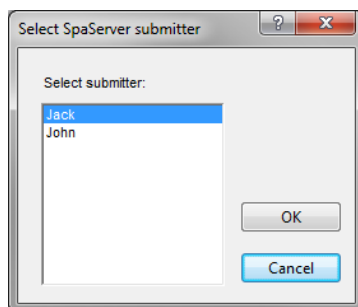 Select SpaServer submitter
?
Select submitter:
Jack
John
OK
Cancel